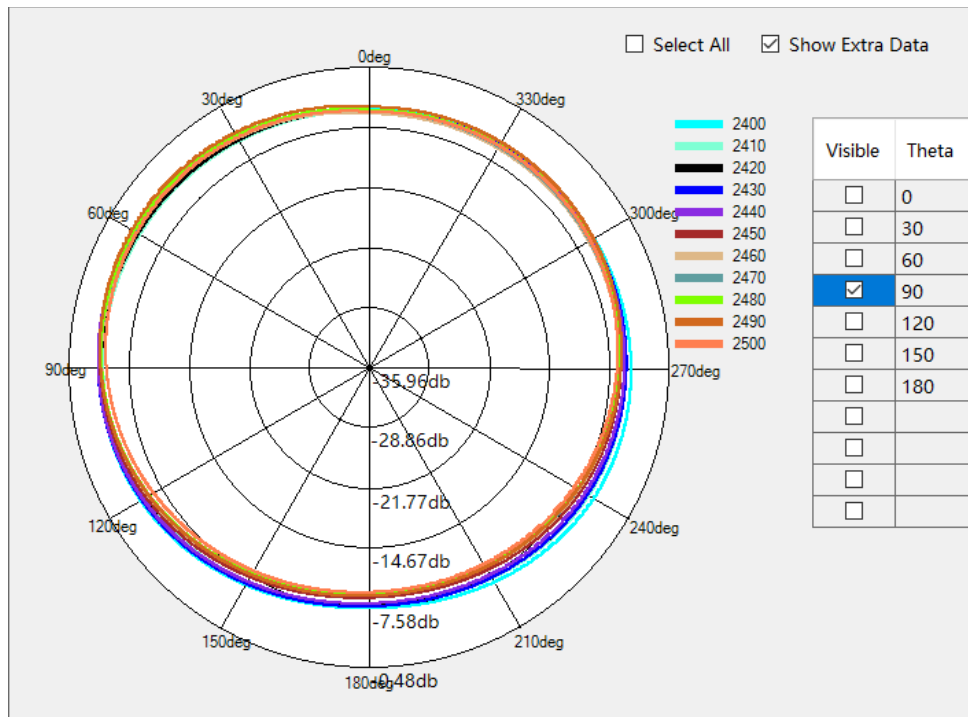 Select All
Show Extra Data
0deg
30deg
330deg
60deg
300deg
90deg
270deg
120deg
240deg
150deg
210deg
180deg
-35.96db
-28.86db
-21.77db
-14.67db
-7.58db
-0.48db
2400
2410
2420
2430
2440
2450
2460
2470
2480
2490
2500
Visible Theta
0
30
60
90
120
150
180